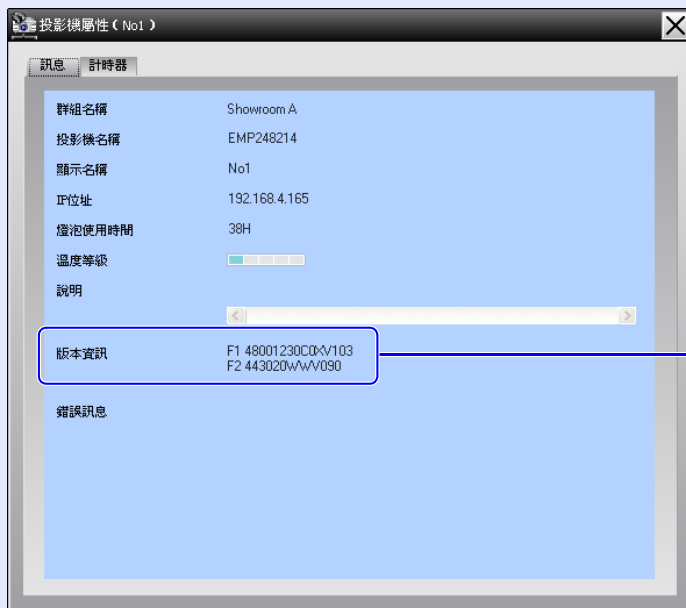 投影機屬性（No1）
訊息 計時器
群組名稱 Showroom A
投影機名稱 EMP248214
顯示名稱 No1
IP位址 192.168.4.165
燈泡使用時間 38H
溫度等級
說明
版本資訊 F1 48001230C0XV103
F2 443020WWV090
錯誤訊息